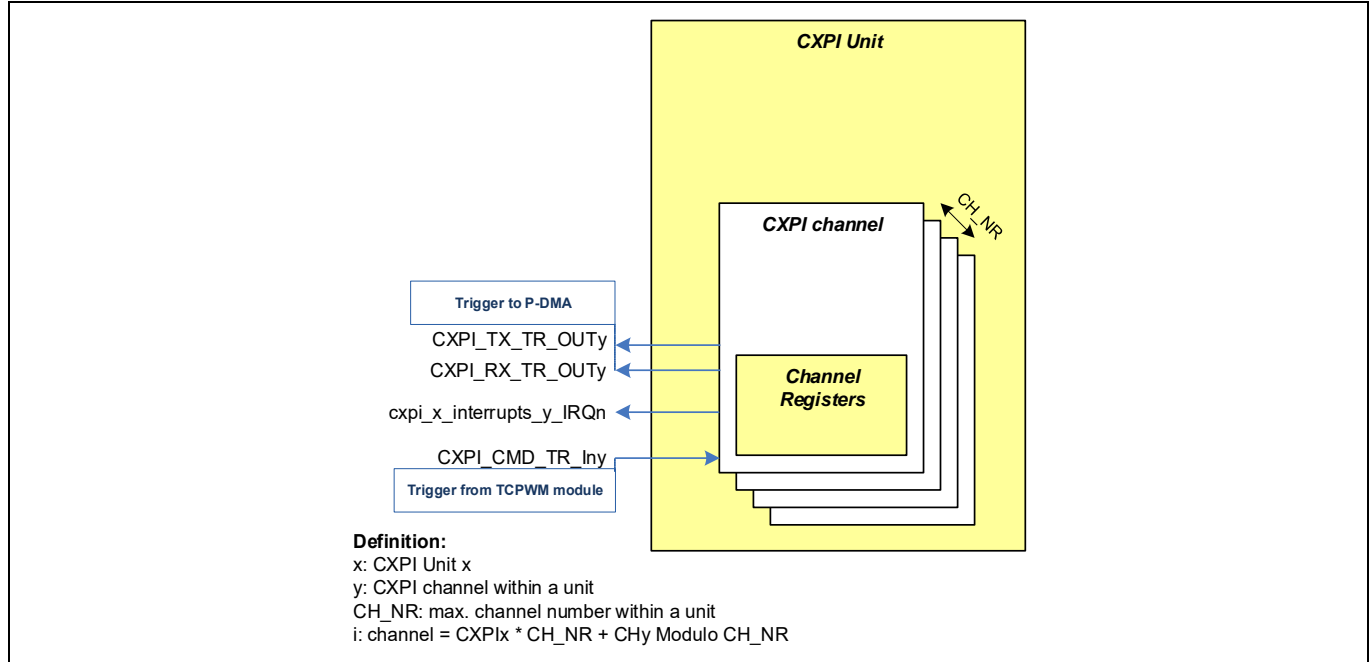 CXPI Unit
CH_NR
CXPI channel
Trigger to P-DMA
CXPI_TX_TR_OUTy
CXPI_RX_TR_OUTy
Channel
Registers
cxpi_x_interrupts_y_IRQn
CXPI_CMD_TR_Iny
Trigger from TCPWM module
Definition:
x: CXPI Unit x
y: CXPI channel within a unit
CH_NR: max. channel number within a unit
i: channel = CXPIx * CH_NR + CHy Modulo CH_NR